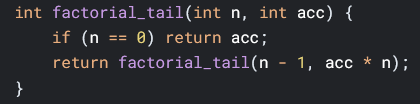 int factorial_tail(int n, int acc) {
    if (n == 0) return acc;
    return factorial_tail(n - 1, acc * n);
}